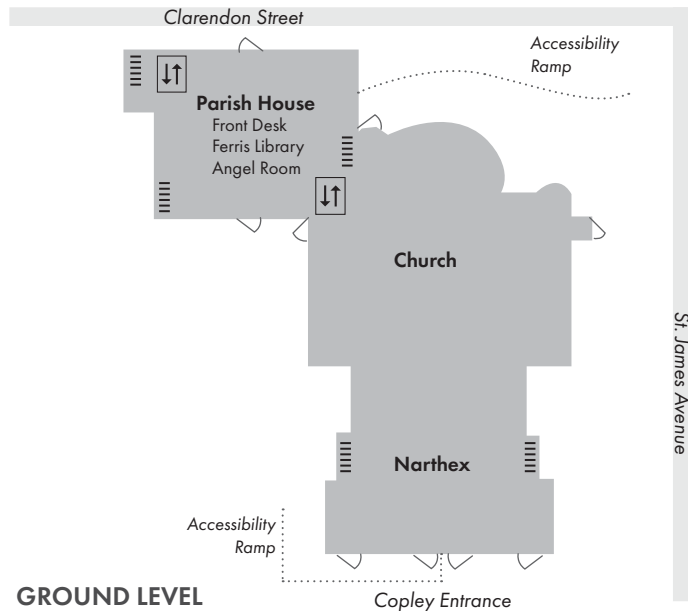 Clarendon Street
Accessibility
Ramp
Parish House
Front Desk
Ferris Library
Angel Room
Church
St. James Avenue
Narthex
Accessibility
Ramp
GROUND LEVEL
Copley Entrance